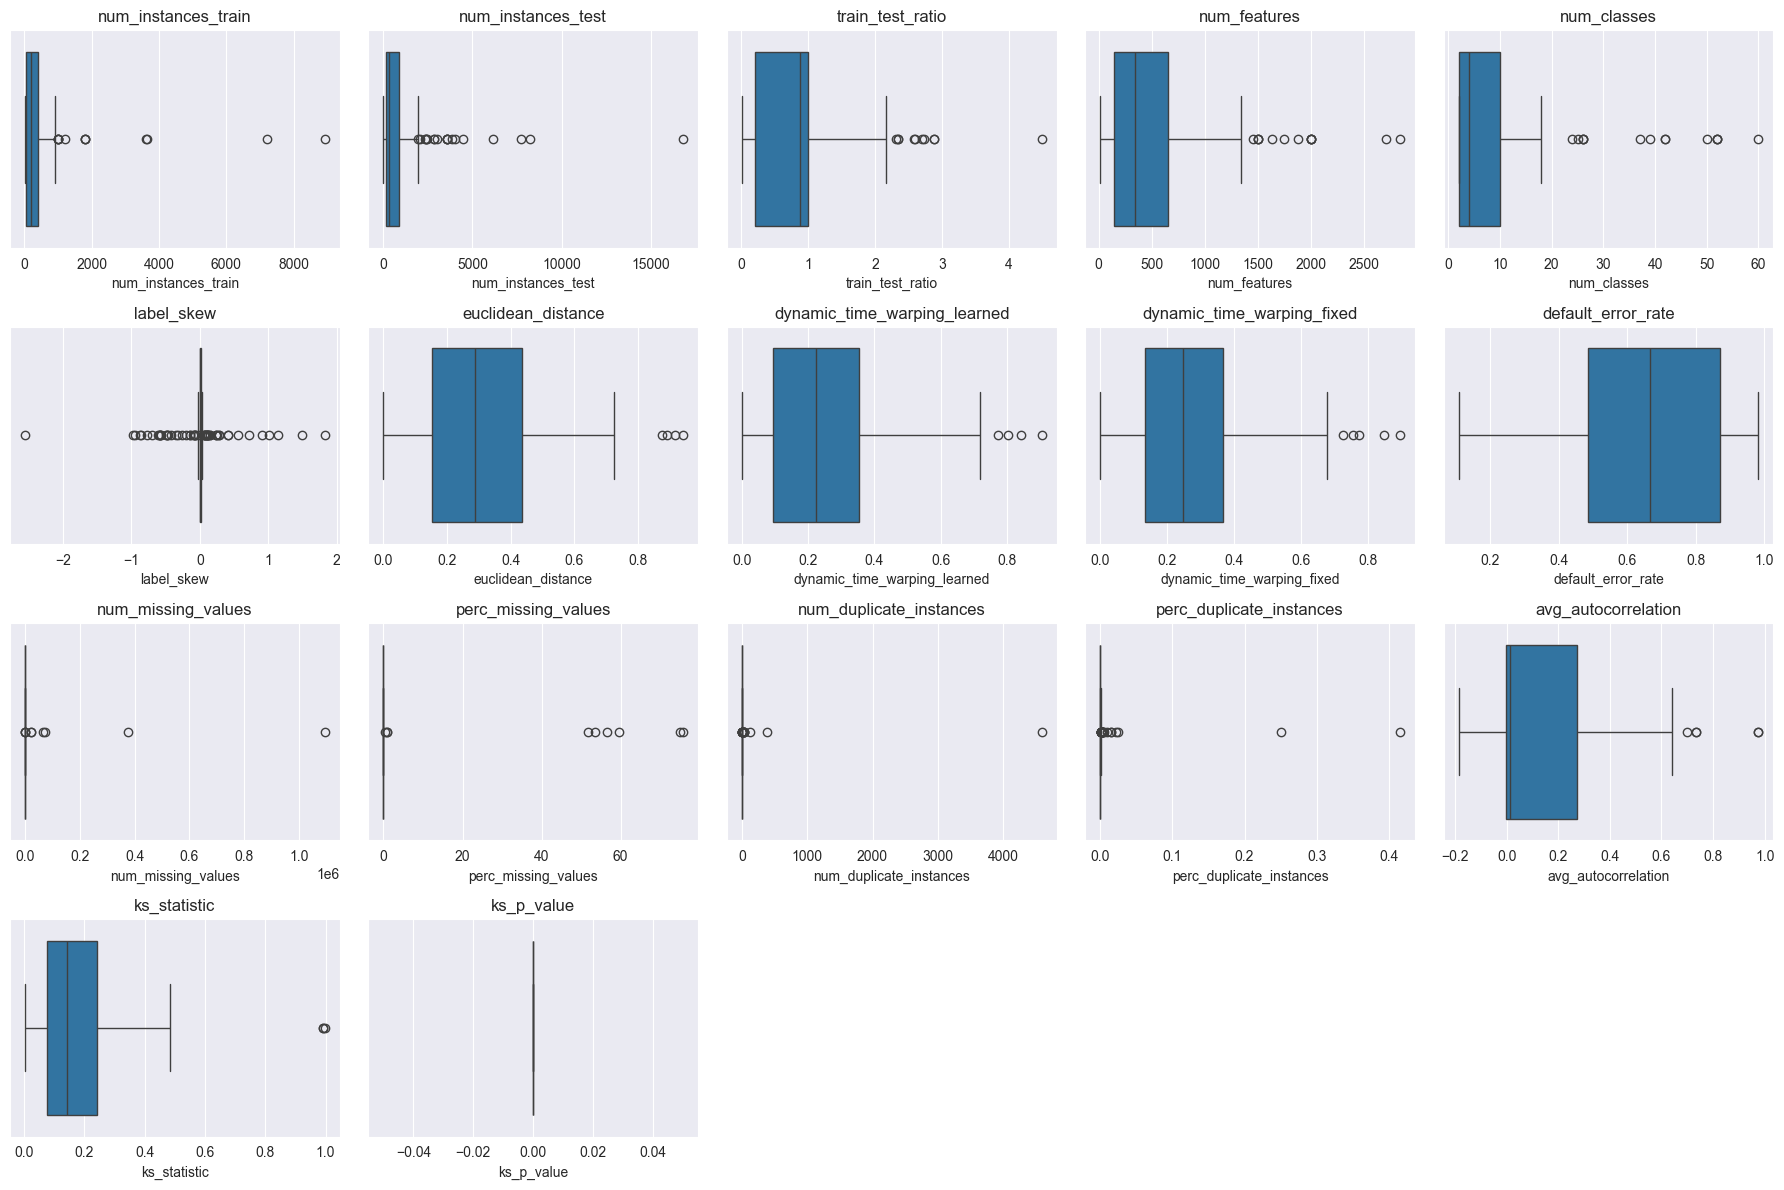 num_instances_train num_instances_test train_test_ratio num_features num_classes
0 2000 4000 6000 8000 0 5000 10000 15000 0 1 2 3 4 0 500 1000 1500 2000 2500 0 10 20 30 40 50 60
num_instances_train num_instances_test train_test_ratio num_features num_classes
label_skew euclidean_distance dynamic_time_warping_learned dynamic_time_warping_fixed default_error_rate
−2 −1 0 1 2 0.2 0.4 0.6 0.8 0.0 0.2 0.4 0.6 0.8 0.0 0.2 0.4 0.6 0.8 0.2 0.4 0.6 0.8 1.0
label_skew euclidean_distance dynamic_time_warping_learned dynamic_time_warping_fixed default_error_rate
num_missing_values perc_missing_values num_duplicate_instances perc_duplicate_instances avg_autocorrelation
0.0 0.2 0.4 0.6 0.8 1.0 0 20 40 60 0 1000 2000 3000 4000 0.0 0.1 0.2 0.3 0.4 −0.2 0.0 0.2 0.4 0.6 0.8 1.0
num_missing_values 1e6 perc_missing_values num_duplicate_instances perc_duplicate_instances avg_autocorrelation
ks_statistic ks_p_value
0.0 0.2 0.4 0.6 0.8 1.0 −0.04 −0.02 0.00 0.02 0.04
ks_statistic ks_p_value